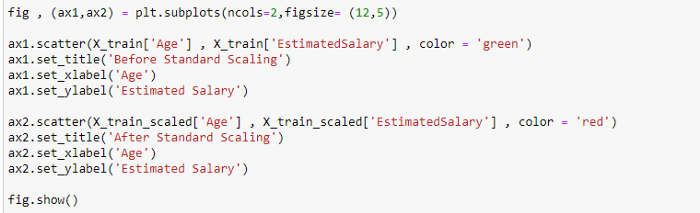 fig , (ax1,ax2) = plt.subplots(ncols=2,figsize= (12,5))
ax1.scatter(X_train['Age'] , X_train['EstimatedSalary'] , color = 'green')
ax1.set_title('Before Standard Scaling')
ax1.set_xlabel('Age')
ax1.set_ylabel('Estimated Salary')
ax2.scatter(X_train_scaled['Age'] , X_train_scaled['EstimatedSalary'] , color = 'red')
ax2.set_title('After Standard Scaling')
ax2.set_xlabel('Age')
ax2.set_ylabel('Estimated Salary')
fig.show()